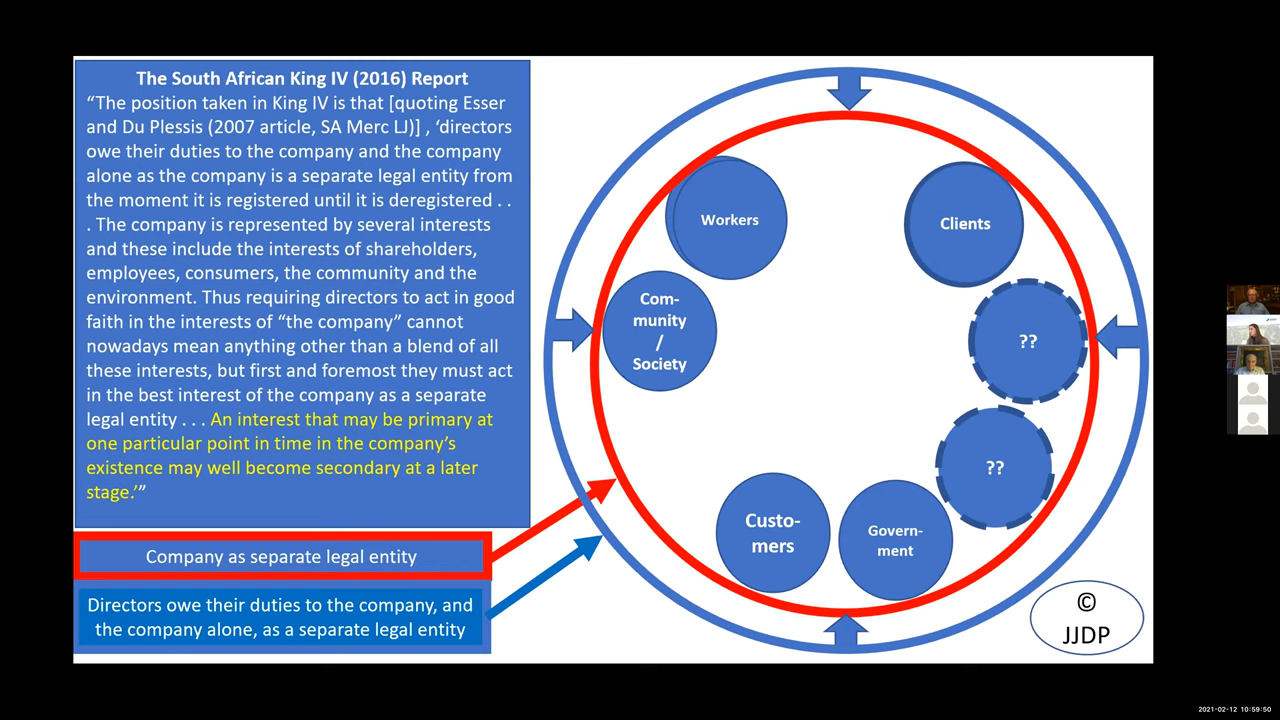 The South African King IV (2016) Report
“The position taken in King IV is that [quoting Esser
and Du Plessis (2007 article, SA Merc LJ)] , ‘directors
owe their duties to the company and the company
alone as the company is a separate legal entity from
the moment it is registered until it is deregistered . .
. The company is represented by several interests
and these include the interests of shareholders,
employees, consumers, the community and the
environment. Thus requiring directors to act in good
faith in the interests of “the company” cannot
nowadays mean anything other than a blend of all
these interests, but first and foremost they must act
in the best interest of the company as a separate
legal entity . . . An interest that may be primary at
one particular point in time in the company’s
existence may well become secondary at a later
stage.’”
Company as separate legal entity
Directors owe their duties to the company, and
the company alone, as a separate legal entity
Workers
Clients
Com-
munity
/
Society
??
??
Custo-
mers
Govern-
ment
©
JJDP
2021-02-12 10:59:50